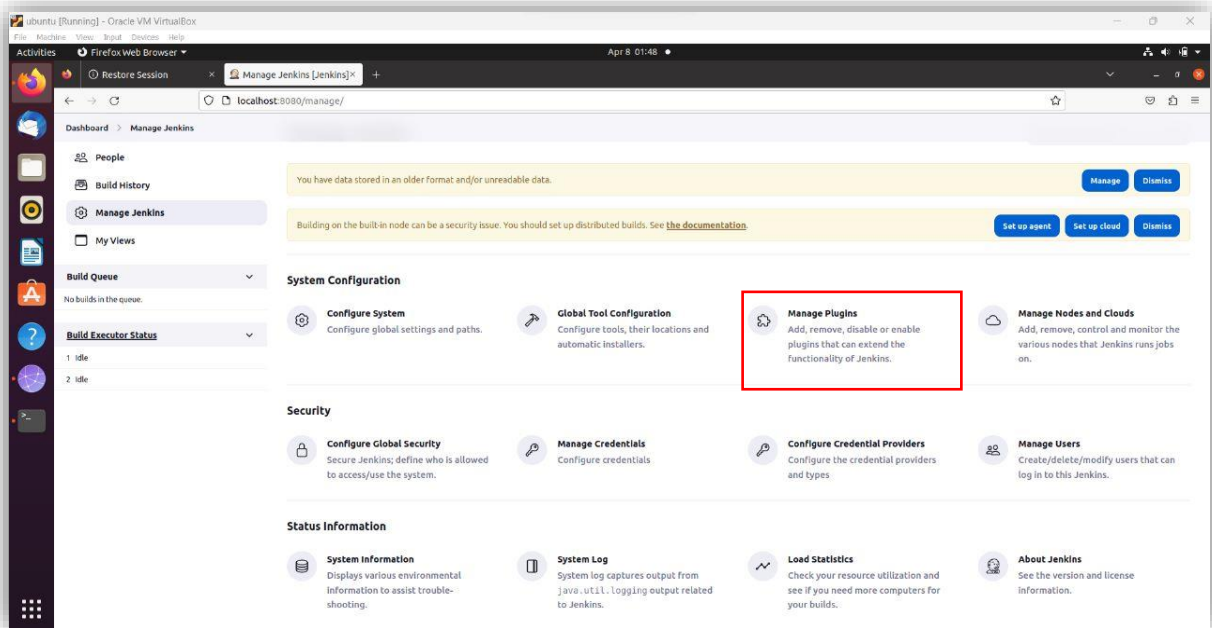 ubuntu [Running] - Oracle VM VirtualBox
File Machine View Input Devices Help
Activities Firefox Web Browser Apr 8 01:48
Restore Session × Manage Jenkins [Jenkins] × +
localhost:8080/manage/
Dashboard > Manage Jenkins
People
Build History
Manage Jenkins
My Views
Build Queue
No builds in the queue.
Build Executor Status
1 Idle
2 Idle
You have data stored in an older format and/or unreadable data.
Manage Dismiss
Building on the built-in node can be a security issue. You should set up distributed builds. See the documentation.
Set up agent Set up cloud Dismiss
System Configuration
Configure System
Configure global settings and paths.
Global Tool Configuration
Configure tools, their locations and
automatic installers.
Manage Plugins
Add, remove, disable or enable
plugins that can extend the
functionality of Jenkins.
Manage Nodes and Clouds
Add, remove, control and monitor the
various nodes that Jenkins runs jobs
on.
Security
Configure Global Security
Secure Jenkins; define who is allowed
to access/use the system.
Manage Credentials
Configure credentials
Configure Credential Providers
Configure the credential providers
and types
Manage Users
Create/delete/modify users that can
log in to this Jenkins.
Status Information
System Information
Displays various environmental
information to assist trouble-
shooting.
System Log
System log captures output from
java.util.logging output related
to Jenkins.
Load Statistics
Check your resource utilization and
see if you need more computers for
your builds.
About Jenkins
See the version and license
information.